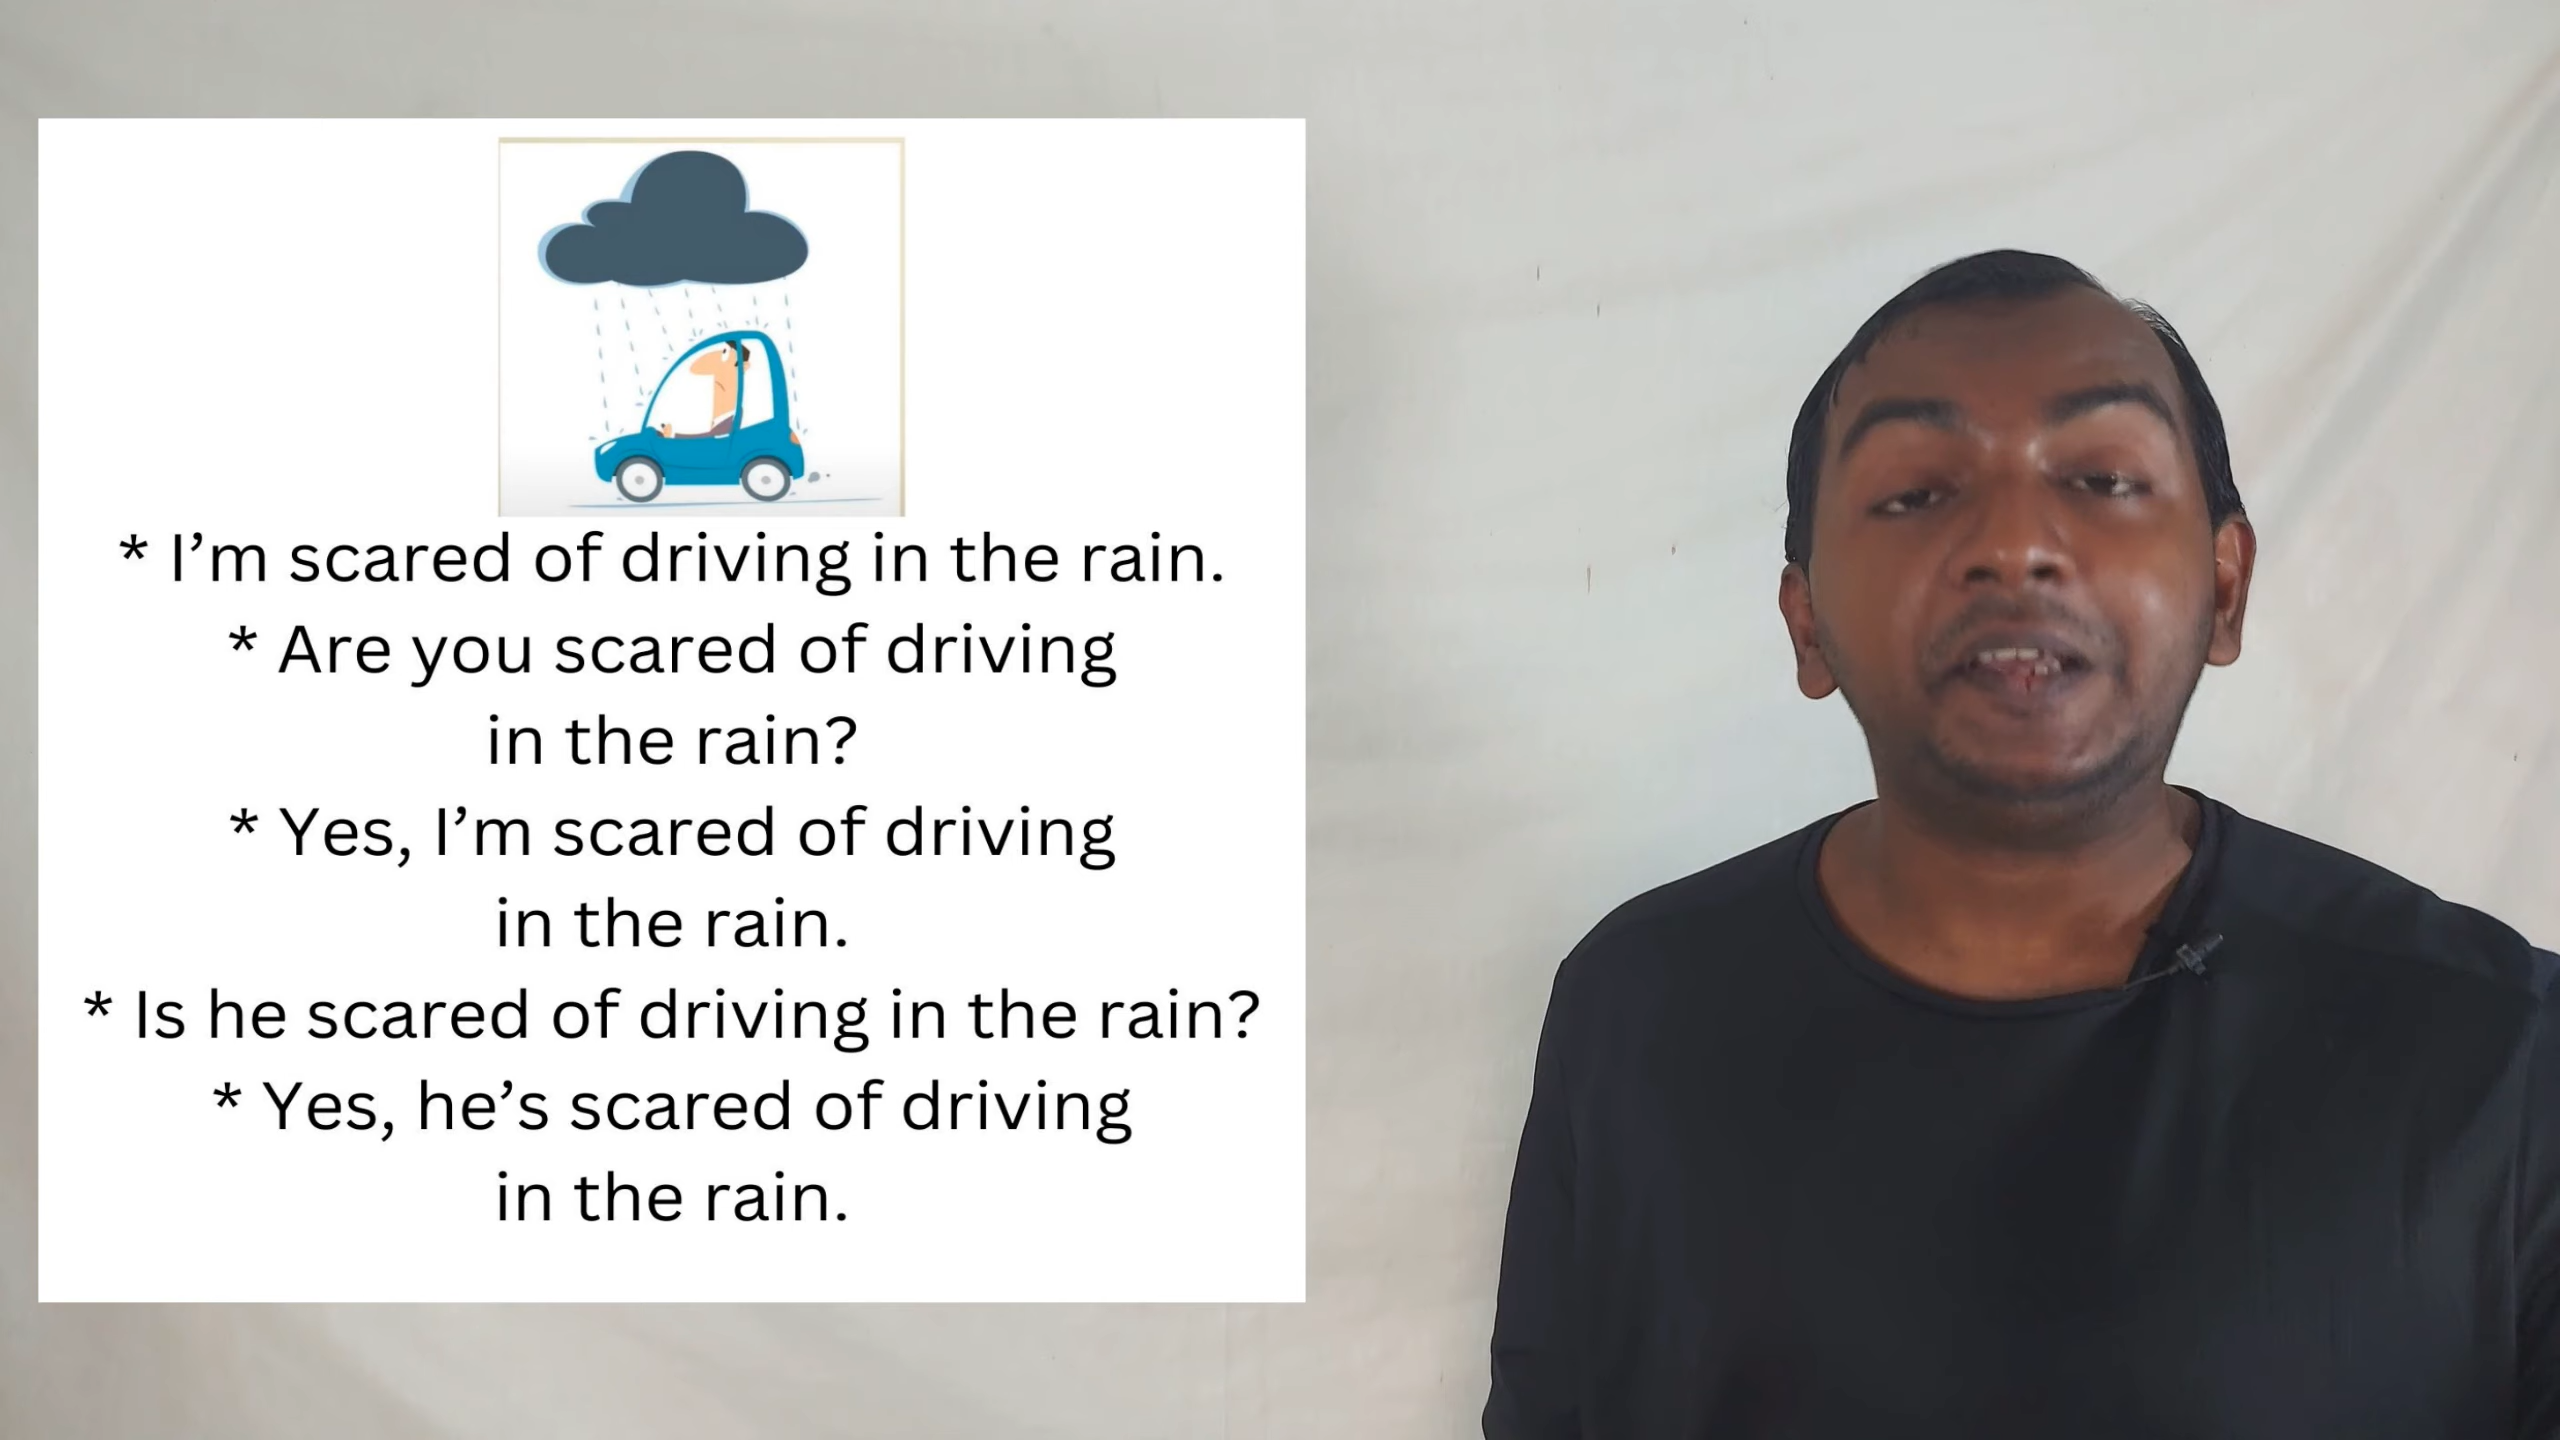 * I’m scared of driving in the rain.
* Are you scared of driving
in the rain?
* Yes, I’m scared of driving
in the rain.
* Is he scared of driving in the rain?
* Yes, he’s scared of driving
in the rain.